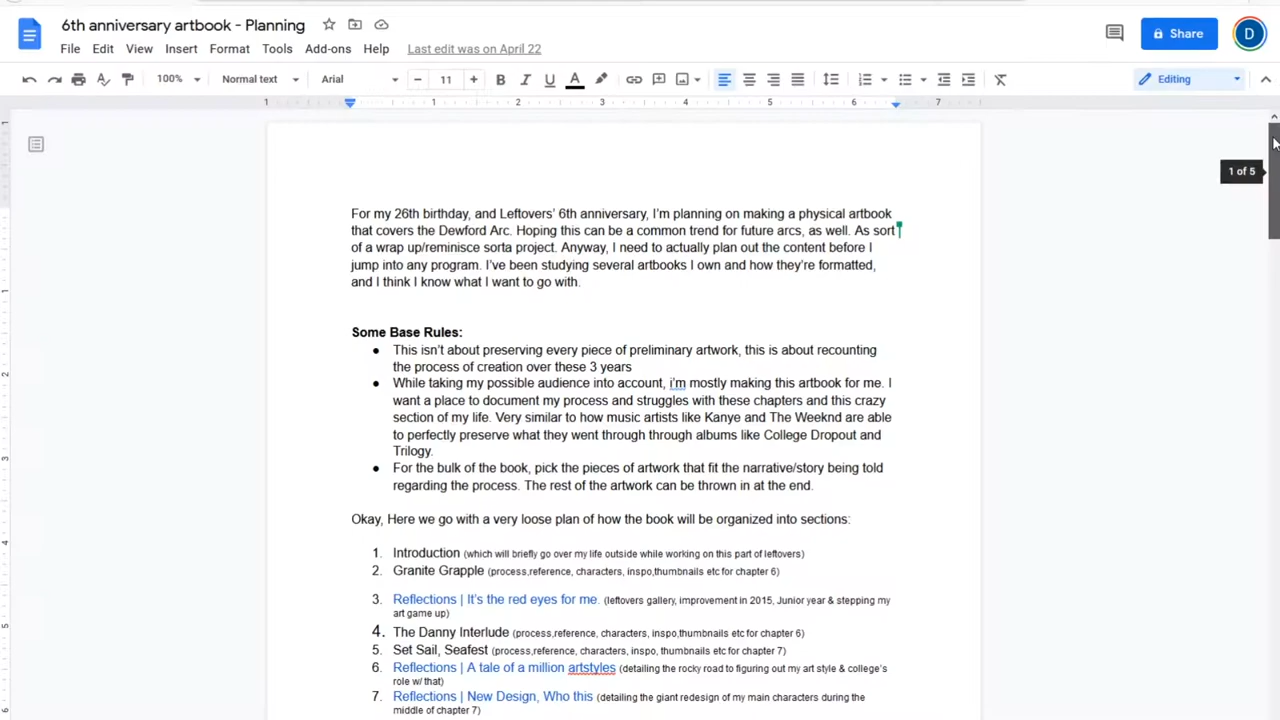 6th anniversary artbook - Planning
File Edit View Insert Format Tools Add-ons Help Last edit was on April 22
Share
D
100% Normal text Arial 11 Editing
1 1 2 3 4 5 6 7
1 of 5
For my 26th birthday, and Leftovers' 6th anniversary, I'm planning on making a physical artbook
that covers the Dewford Arc. Hoping this can be a common trend for future arcs, as well. As sort
of a wrap up/reminisce sorta project. Anyway, I need to actually plan out the content before I
jump into any program. I've been studying several artbooks I own and how they're formatted,
and I think I know what I want to go with.
Some Base Rules:
● This isn't about preserving every piece of preliminary artwork, this is about recounting
the process of creation over these 3 years
● While taking my possible audience into account, i'm mostly making this artbook for me. I
want a place to document my process and struggles with these chapters and this crazy
section of my life. Very similar to how music artists like Kanye and The Weeknd are able
to perfectly preserve what they went through through albums like College Dropout and
Trilogy.
● For the bulk of the book, pick the pieces of artwork that fit the narrative/story being told
regarding the process. The rest of the artwork can be thrown in at the end.
Okay, Here we go with a very loose plan of how the book will be organized into sections:
1. Introduction (which will briefly go over my life outside while working on this part of leftovers)
2. Granite Grapple (process,reference, characters, inspo,thumbnails etc for chapter 6)
3. Reflections | It's the red eyes for me. (leftovers gallery, improvement in 2015, Junior year & stepping my
art game up)
4. The Danny Interlude (process,reference, characters, inspo,thumbnails etc for chapter 6)
5. Set Sail, Seafest (process,reference, characters, inspo, thumbnails etc for chapter 7)
6. Reflections | A tale of a million artstyles (detailing the rocky road to figuring out my art style & college's
role w/ that)
7. Reflections | New Design, Who this (detailing the giant redesign of my main characters during the
middle of chapter 7)
1
2
3
4
5
6